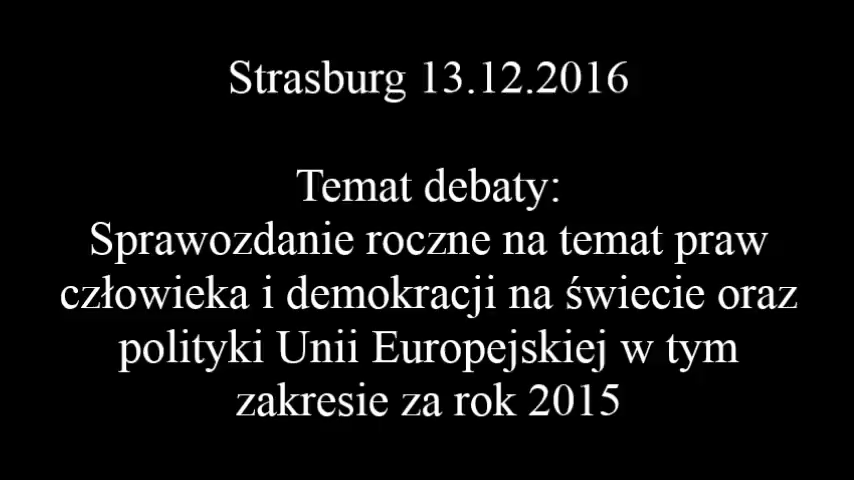 Strasburg 13.12.2016
Temat debaty:
Sprawozdanie roczne na temat praw
człowieka i demokracji na świecie oraz
polityki Unii Europejskiej w tym
zakresie za rok 2015